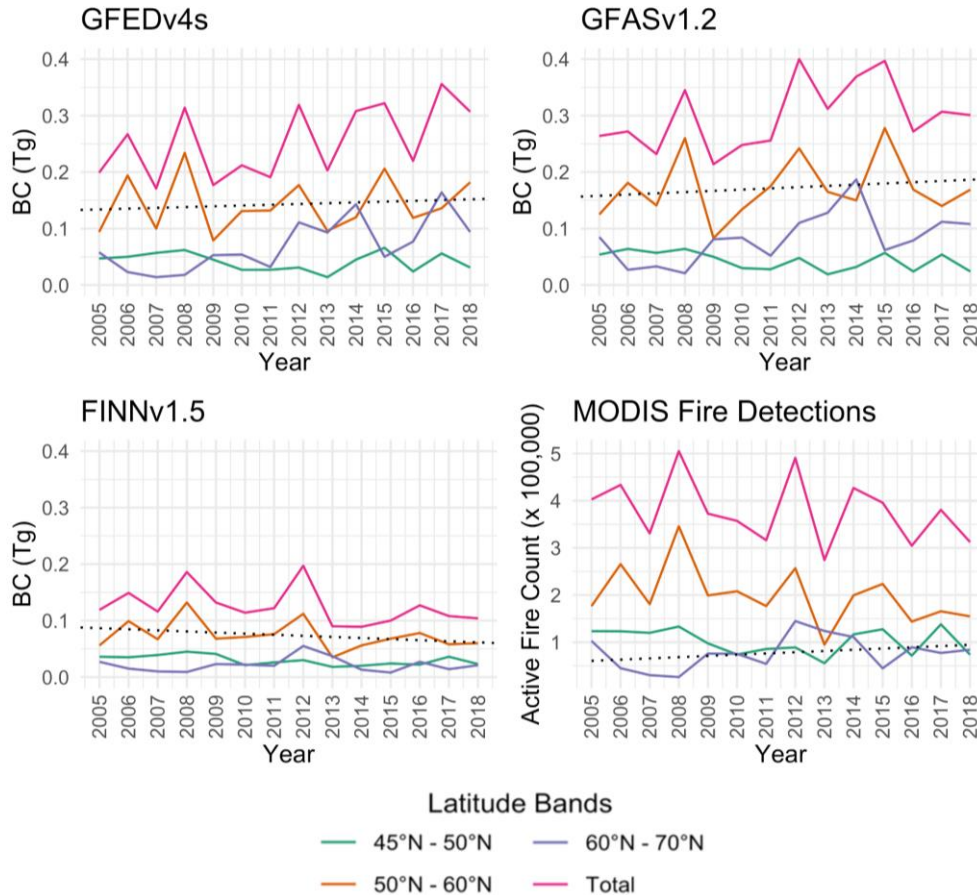 GFEDv4s
BC (Tg)
0.4
0.3
0.2
0.1
0.0
2005 2006 2007 2008 2009 2010 2011 2012 2013 2014 2015 2016 2017 2018
Year
GFASv1.2
BC (Tg)
0.4
0.3
0.2
0.1
0.0
2005 2006 2007 2008 2009 2010 2011 2012 2013 2014 2015 2016 2017 2018
Year
FINNv1.5
BC (Tg)
0.4
0.3
0.2
0.1
0.0
2005 2006 2007 2008 2009 2010 2011 2012 2013 2014 2015 2016 2017 2018
Year
MODIS Fire Detections
Active Fire Count (x 100,000)
5
4
3
2
1
2005 2006 2007 2008 2009 2010 2011 2012 2013 2014 2015 2016 2017 2018
Year
Latitude Bands
45°N - 50°N
60°N - 70°N
50°N - 60°N
Total